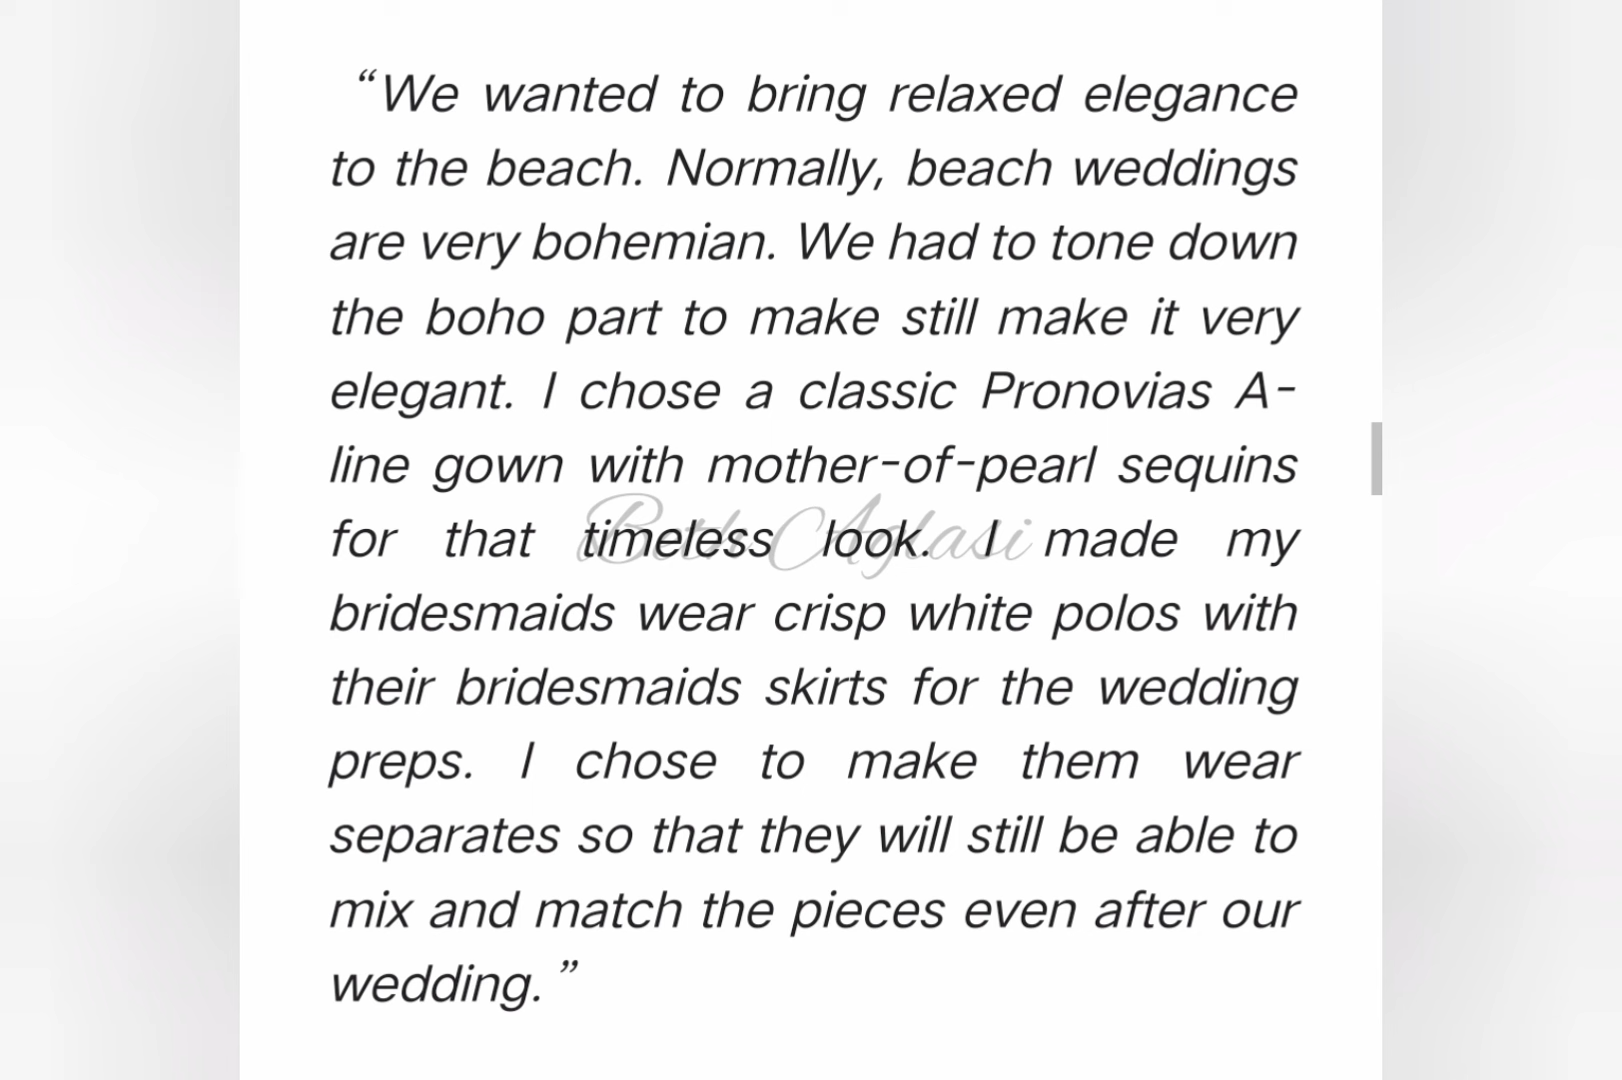 “We wanted to bring relaxed elegance
to the beach. Normally, beach weddings
are very bohemian. We had to tone down
the boho part to make still make it very
elegant. I chose a classic Pronovias A-
line gown with mother-of-pearl sequins
for that timeless look. I made my
Beth Aglasi
bridesmaids wear crisp white polos with
their bridesmaids skirts for the wedding
preps. I chose to make them wear
separates so that they will still be able to
mix and match the pieces even after our
wedding.”